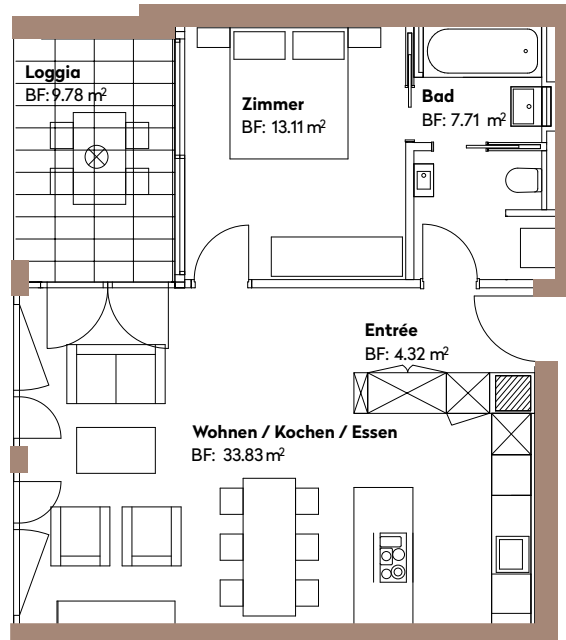 Loggia
BF: 9.78 m²
Zimmer
BF: 13.11 m²
Bad
BF: 7.71 m²
Entrée
BF: 4.32 m²
Wohnen / Kochen / Essen
BF: 33.83 m²